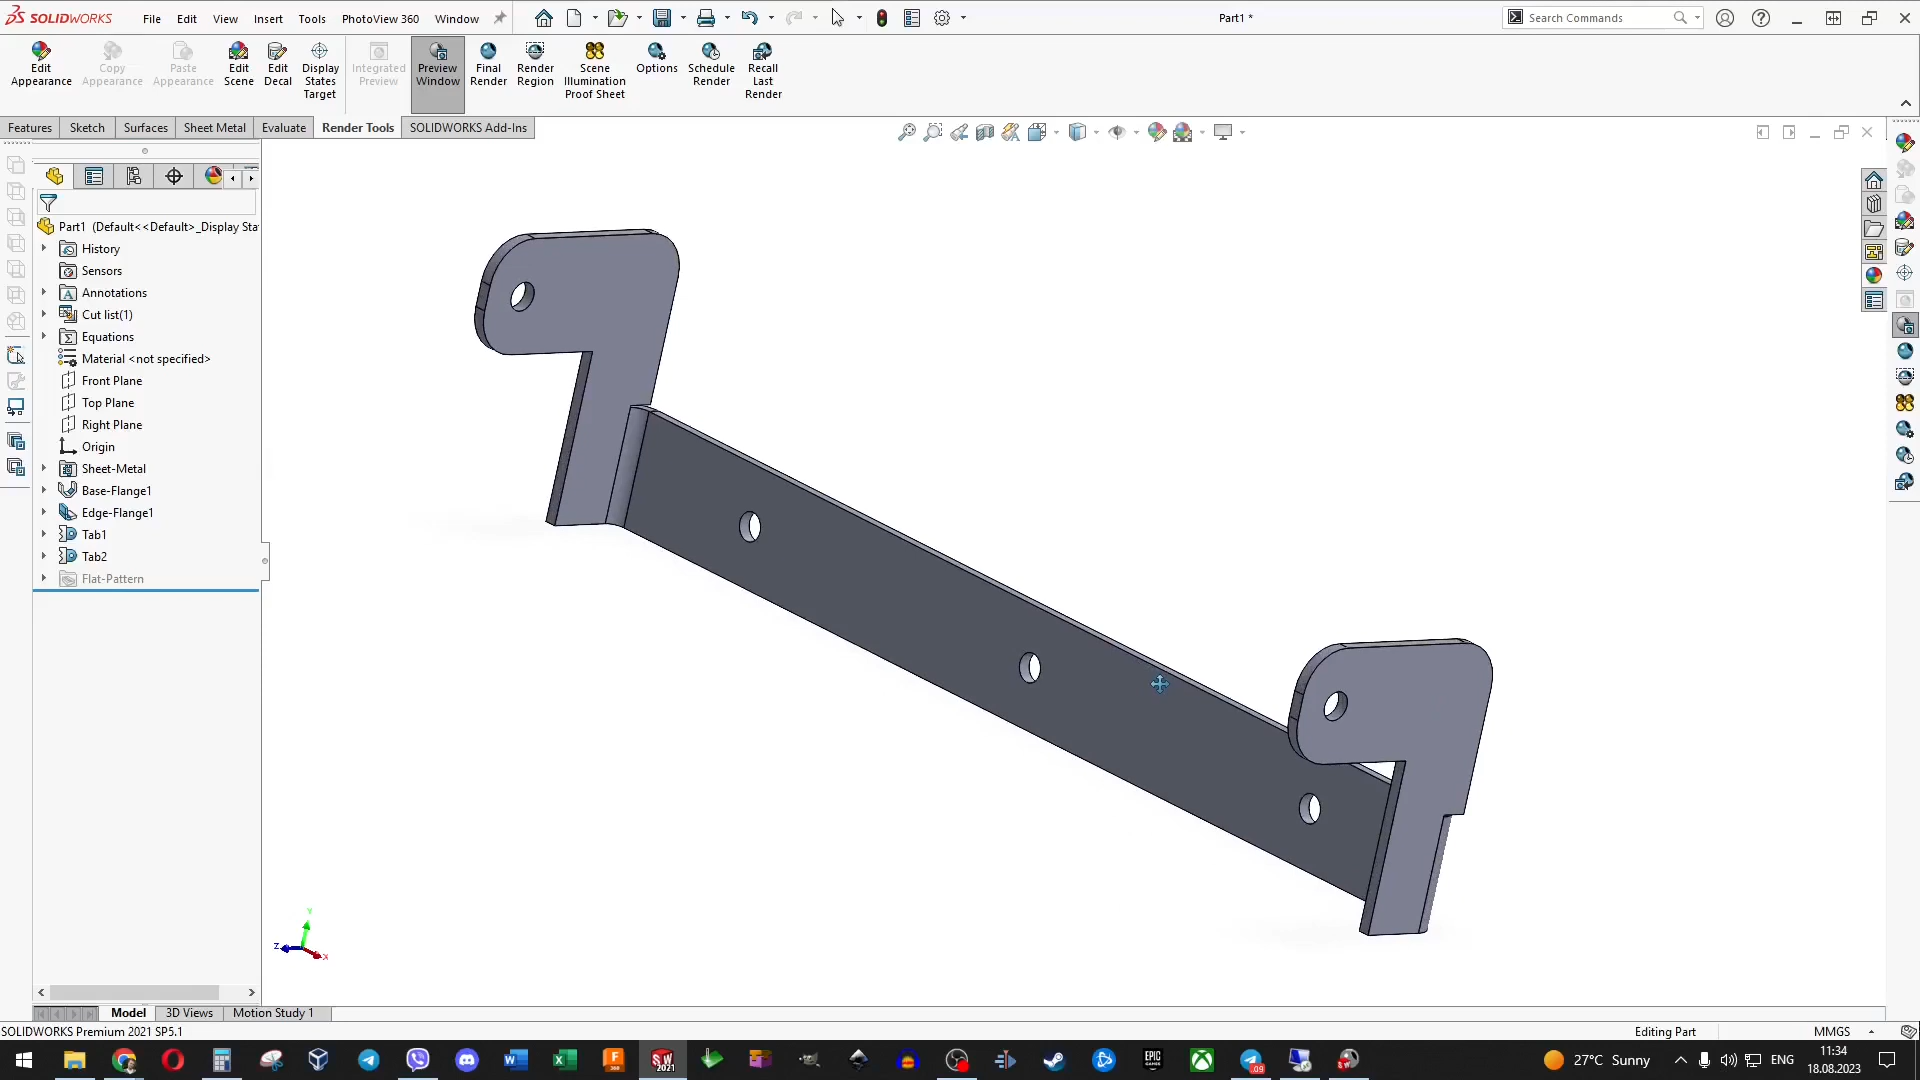 SOLIDWORKS
File Edit View Insert Tools PhotoView 360 Window
Part1 *
Search Commands
Edit Appearance
Copy Appearance
Paste Appearance
Edit Scene
Edit Decal
Display States Target
Integrated Preview
Preview Window
Final Render
Render Region
Scene Illumination Proof Sheet
Options
Schedule Render
Recall Last Render
Features Sketch Surfaces Sheet Metal Evaluate Render Tools SOLIDWORKS Add-Ins
Part1 (Default<<Default>_Display Sta
History
Sensors
Annotations
Cut list(1)
Equations
Material <not specified>
Front Plane
Top Plane
Right Plane
Origin
Sheet-Metal
Base-Flange1
Edge-Flange1
Tab1
Tab2
Flat-Pattern
Y
Z
X
Model 3D Views Motion Study 1
SOLIDWORKS Premium 2021 SP5.1
Editing Part
MMGS
27°C Sunny
ENG
11:34
18.08.2023